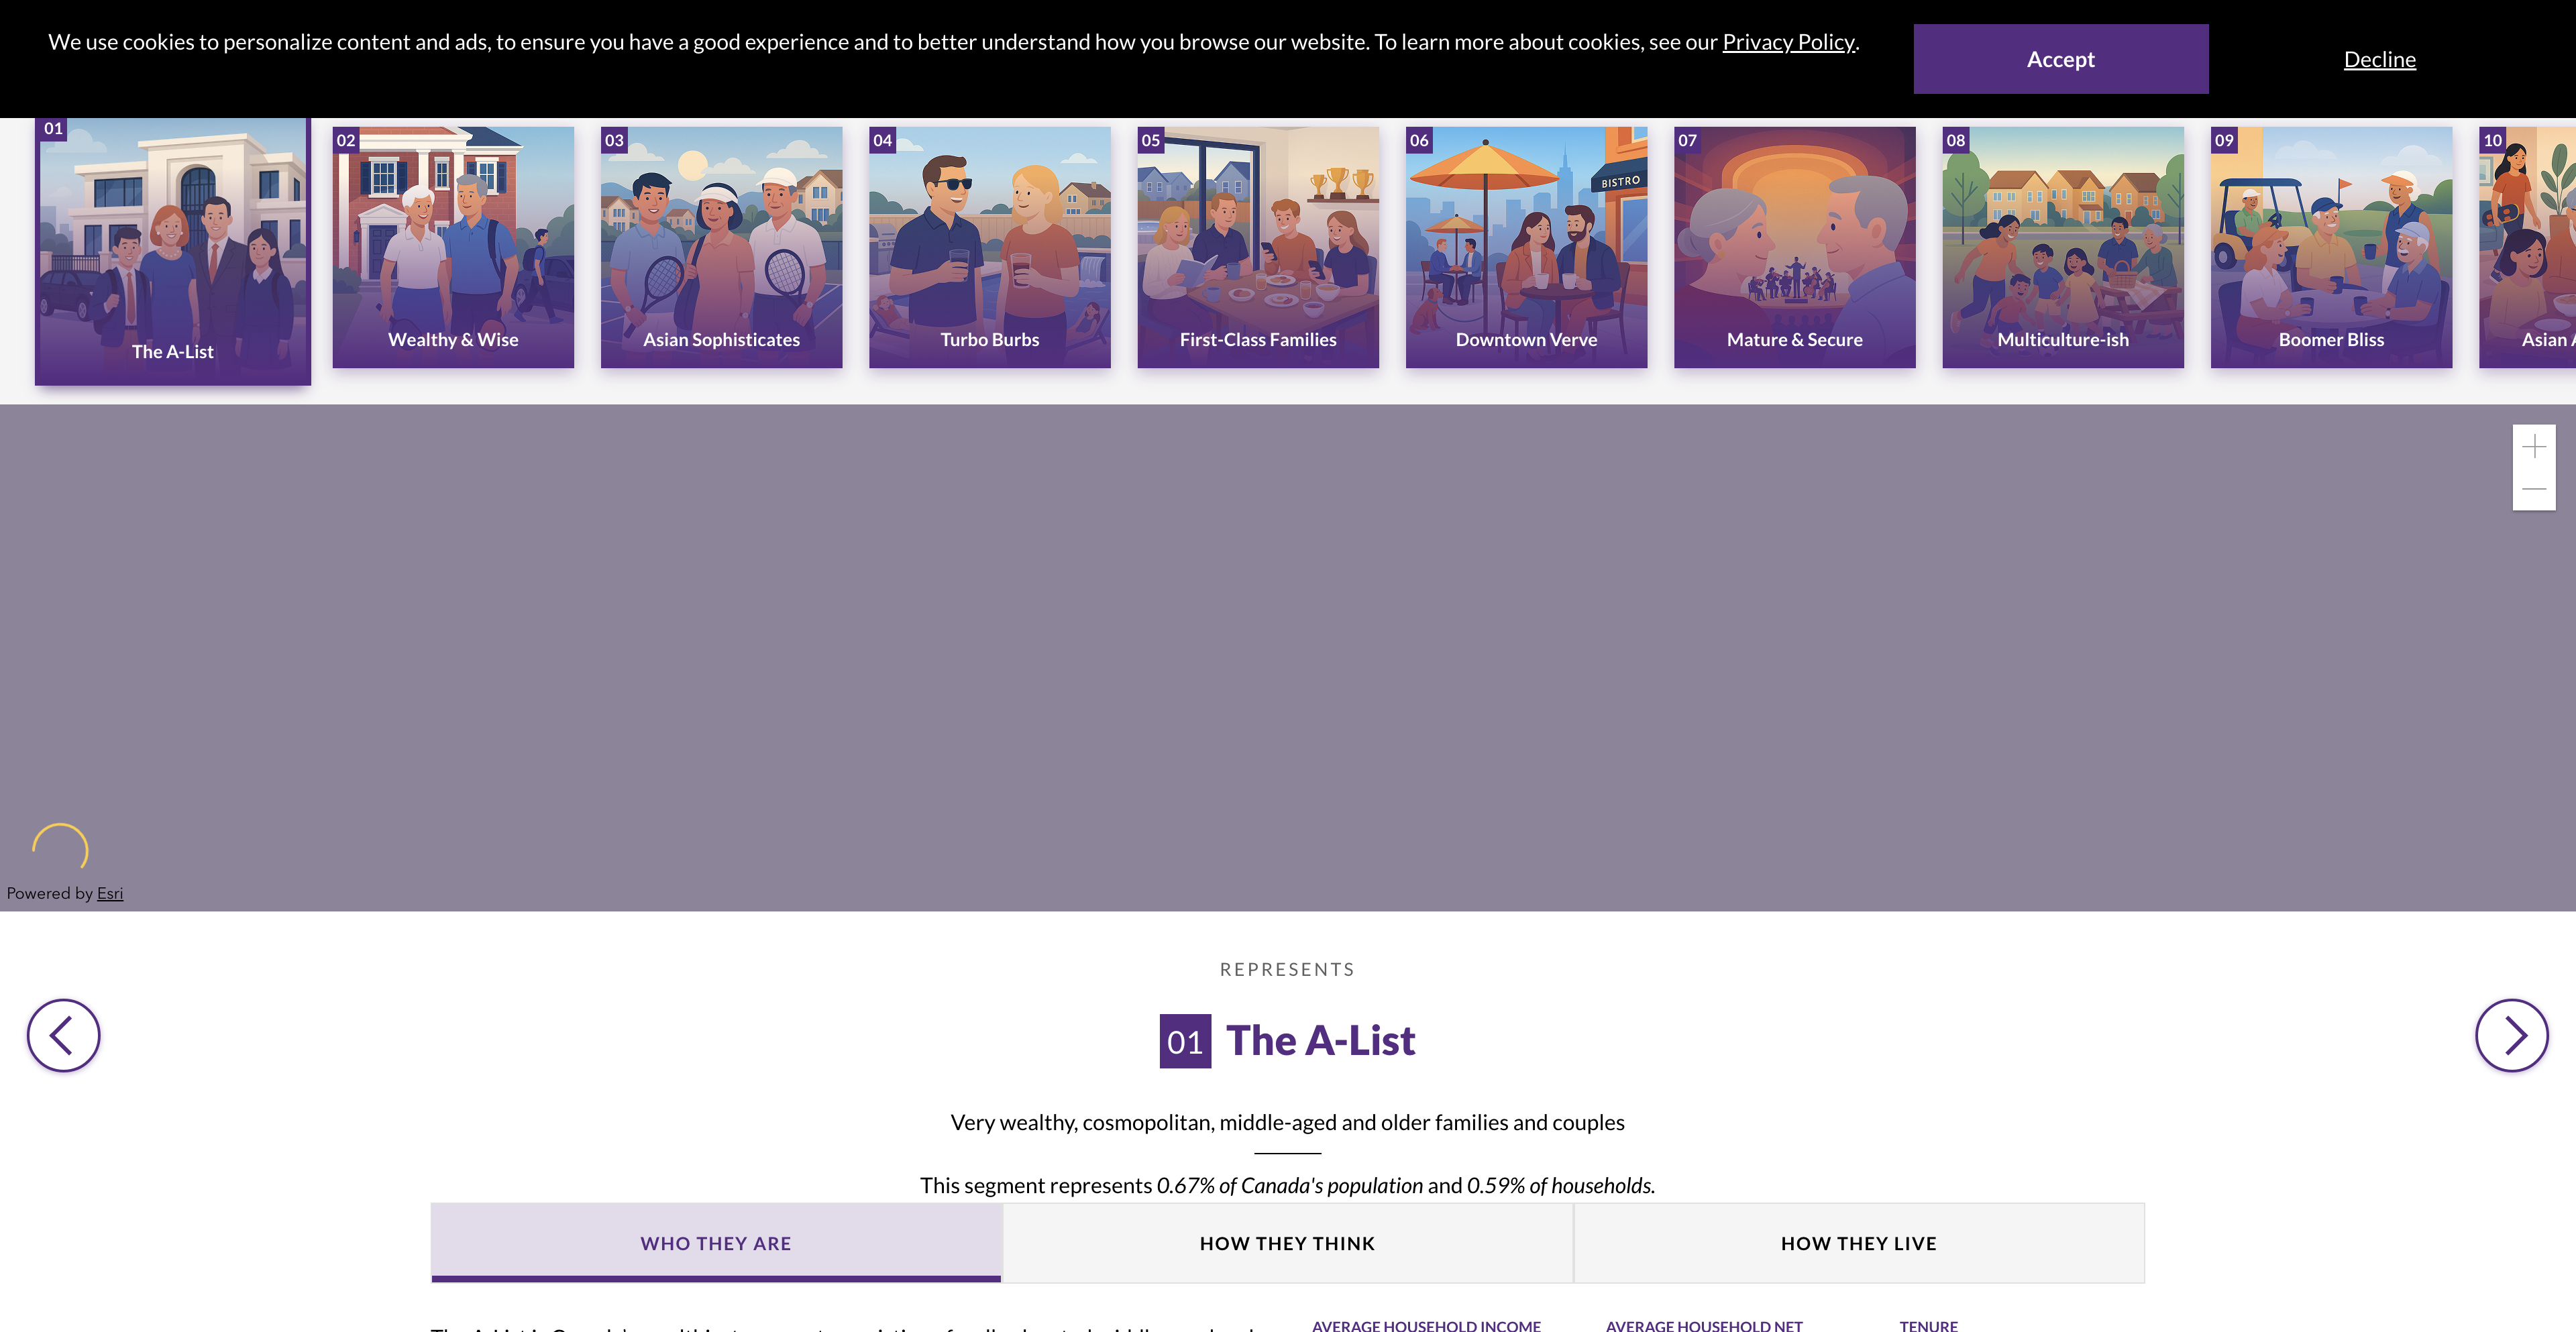 We use cookies to personalize content and ads, to ensure you have a good experience and to better understand how you browse our website. To learn more about cookies, see our Privacy Policy.
Accept
Decline
01
The A-List
02
Wealthy & Wise
03
Asian Sophisticates
04
Turbo Burbs
05
First-Class Families
06
BISTRO
Downtown Verve
07
Mature & Secure
08
Multiculture-ish
09
Boomer Bliss
10
Asian
Powered by Esri
REPRESENTS
01 The A-List
Very wealthy, cosmopolitan, middle-aged and older families and couples
This segment represents 0.67% of Canada's population and 0.59% of households.
WHO THEY ARE
HOW THEY THINK
HOW THEY LIVE
AVERAGE HOUSEHOLD INCOME
AVERAGE HOUSEHOLD NET
TENURE